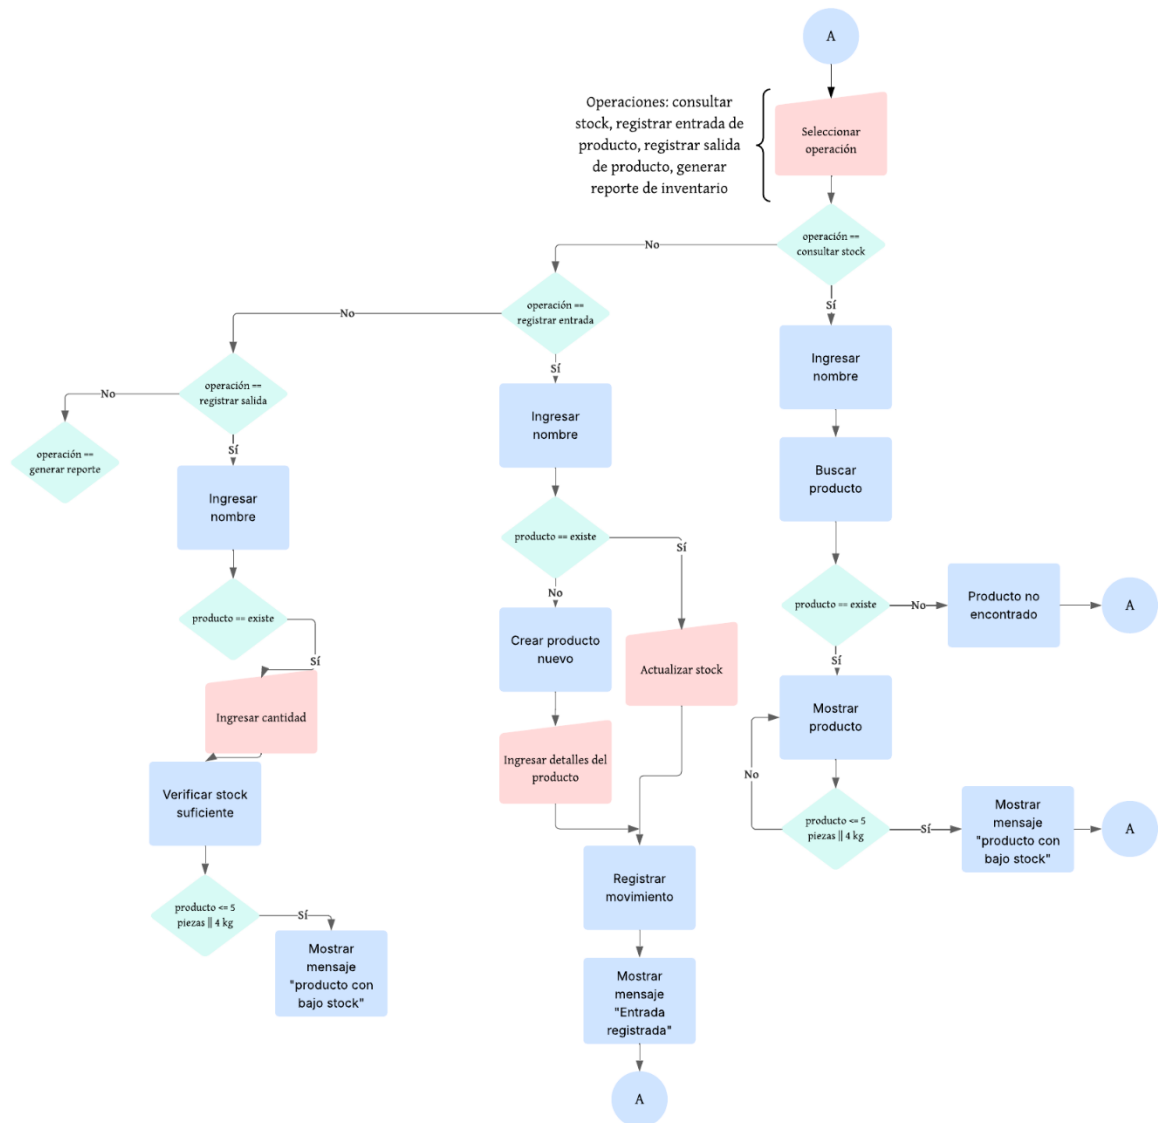 A
Operaciones: consultar
stock, registrar entrada de
producto, registrar salida
de producto, generar
reporte de inventario
Seleccionar
operación
operación ==
consultar stock
No
Sí
operación ==
registrar entrada
No
Sí
operación ==
registrar salida
No
Sí
operación ==
generar reporte
Ingresar
nombre
producto == existe
Sí
Ingresar cantidad
Verificar stock
suficiente
producto <= 5
piezas || 4 kg
Sí
Mostrar
mensaje
"producto con
bajo stock"
Ingresar
nombre
producto == existe
Sí
No
Crear producto
nuevo
Actualizar stock
Ingresar detalles del
producto
Registrar
movimiento
Mostrar
mensaje
"Entrada
registrada"
A
Ingresar
nombre
Buscar
producto
producto == existe
No
Producto no
encontrado
A
Sí
Mostrar
producto
No
producto <= 5
piezas || 4 kg
Sí
Mostrar
mensaje
"producto con
bajo stock"
A